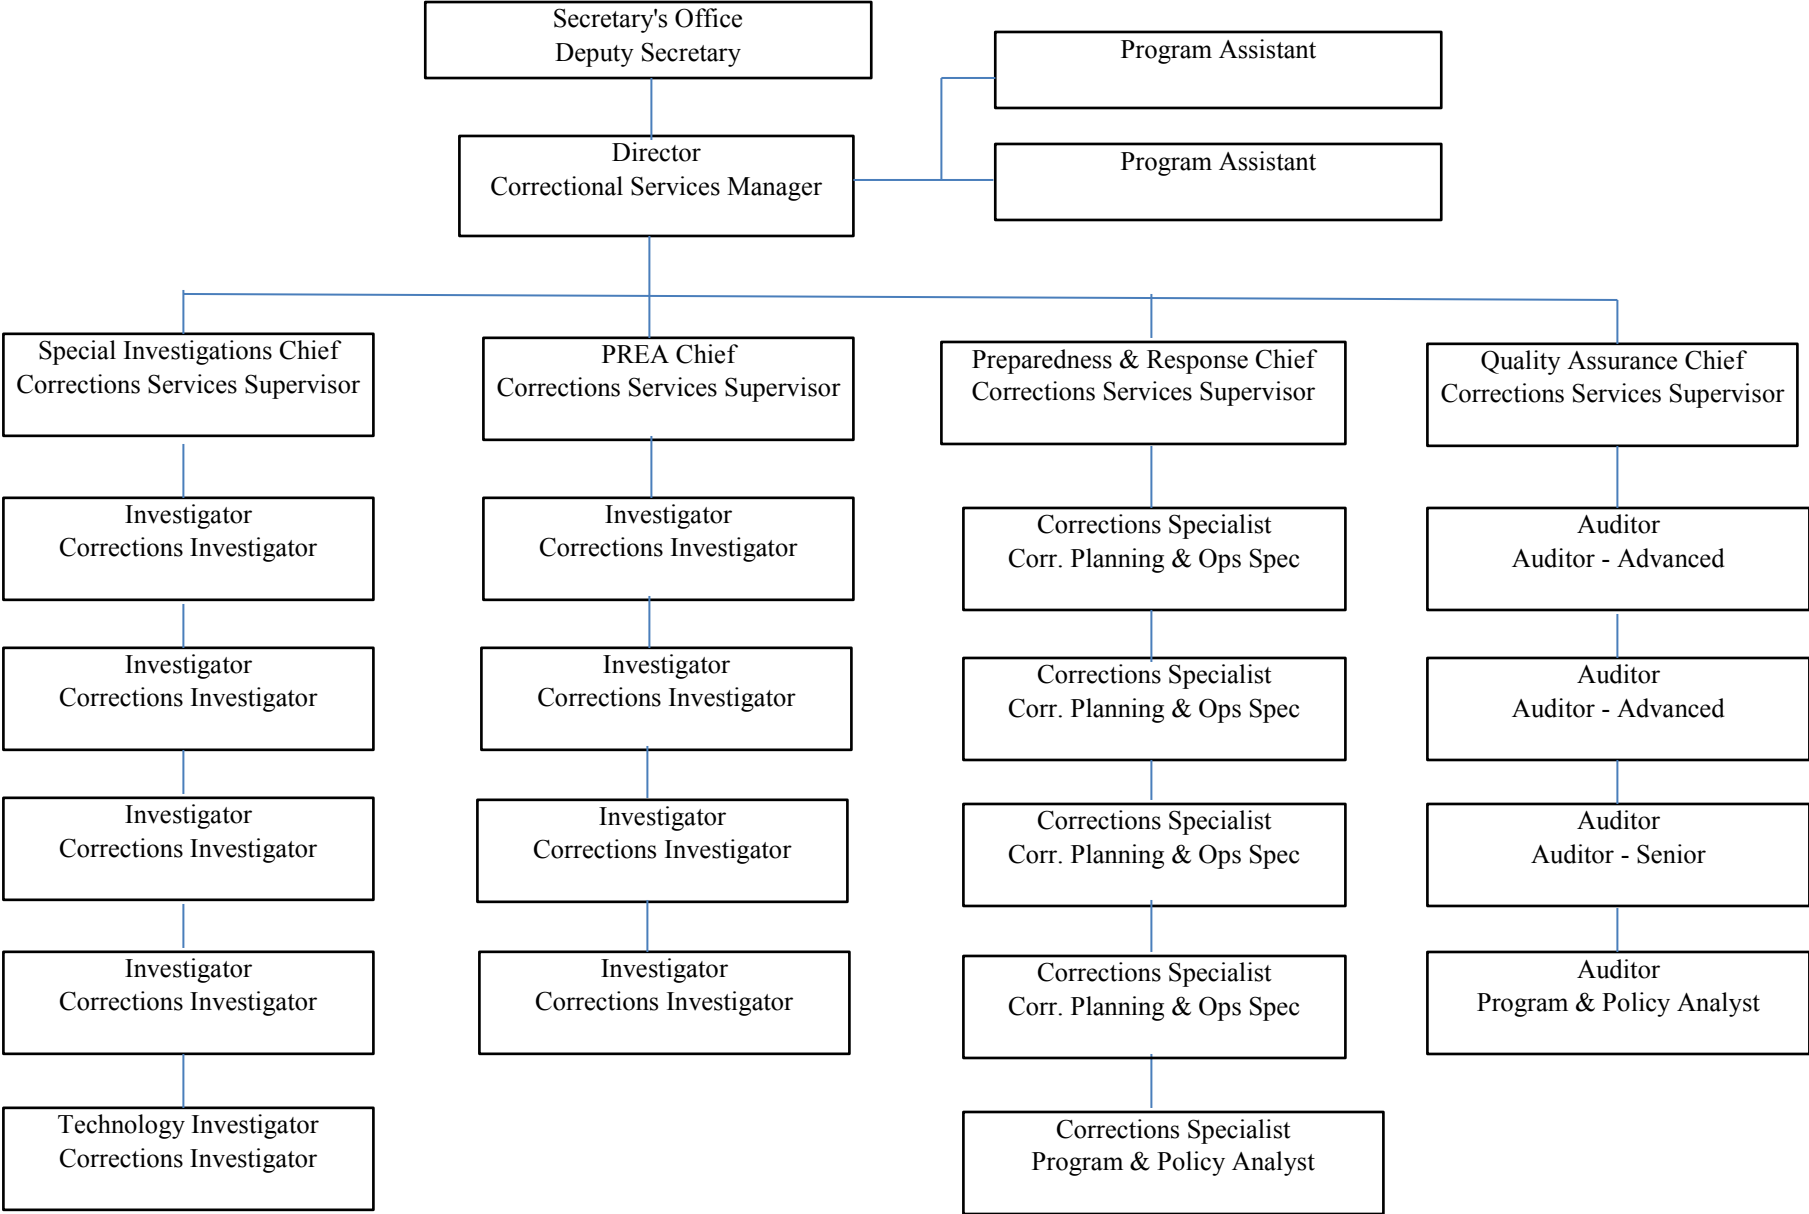 Secretary's Office
Deputy Secretary
Program Assistant
Director
Correctional Services Manager
Program Assistant
Special Investigations Chief
Corrections Services Supervisor
PREA Chief
Corrections Services Supervisor
Preparedness & Response Chief
Corrections Services Supervisor
Quality Assurance Chief
Corrections Services Supervisor
Investigator
Corrections Investigator
Investigator
Corrections Investigator
Corrections Specialist
Corr. Planning & Ops Spec
Auditor
Auditor - Advanced
Investigator
Corrections Investigator
Investigator
Corrections Investigator
Corrections Specialist
Corr. Planning & Ops Spec
Auditor
Auditor - Advanced
Investigator
Corrections Investigator
Investigator
Corrections Investigator
Corrections Specialist
Corr. Planning & Ops Spec
Auditor
Auditor - Senior
Investigator
Corrections Investigator
Investigator
Corrections Investigator
Corrections Specialist
Corr. Planning & Ops Spec
Auditor
Program & Policy Analyst
Technology Investigator
Corrections Investigator
Corrections Specialist
Program & Policy Analyst